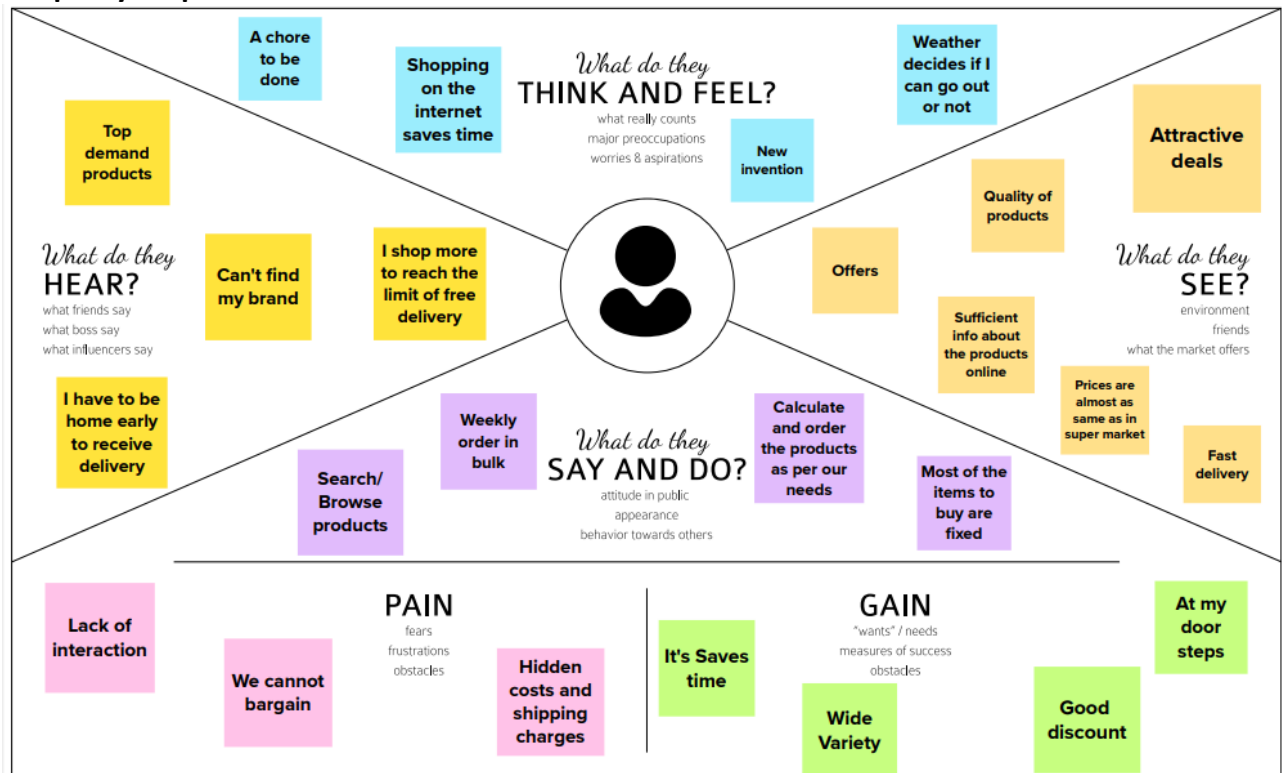 A chore
to be
done
Shopping
on the
internet
saves time
What do they
THINK AND FEEL?
what really counts
major preoccupations
worries & aspirations
New
invention
Weather
decides if I
can go out
or not
Top
demand
products
What do they
HEAR?
what friends say
what boss say
what influencers say
Can't find
my brand
I shop more
to reach the
limit of free
delivery
I have to be
home early
to receive
delivery
Attractive
deals
Quality of
products
Offers
What do they
SEE?
environment
friends
what the market offers
Sufficient
info about
the products
online
Prices are
almost as
same as in
super market
Fast
delivery
Weekly
order in
bulk
Search/
Browse
products
What do they
SAY AND DO?
attitude in public
appearance
behavior towards others
Calculate
and order
the products
as per our
needs
Most of the
items to
buy are
fixed
Lack of
interaction
We cannot
bargain
PAIN
fears
frustrations
obstacles
Hidden
costs and
shipping
charges
It's Saves
time
GAIN
"wants" / needs
measures of success
obstacles
Wide
Variety
Good
discount
At my
door
steps